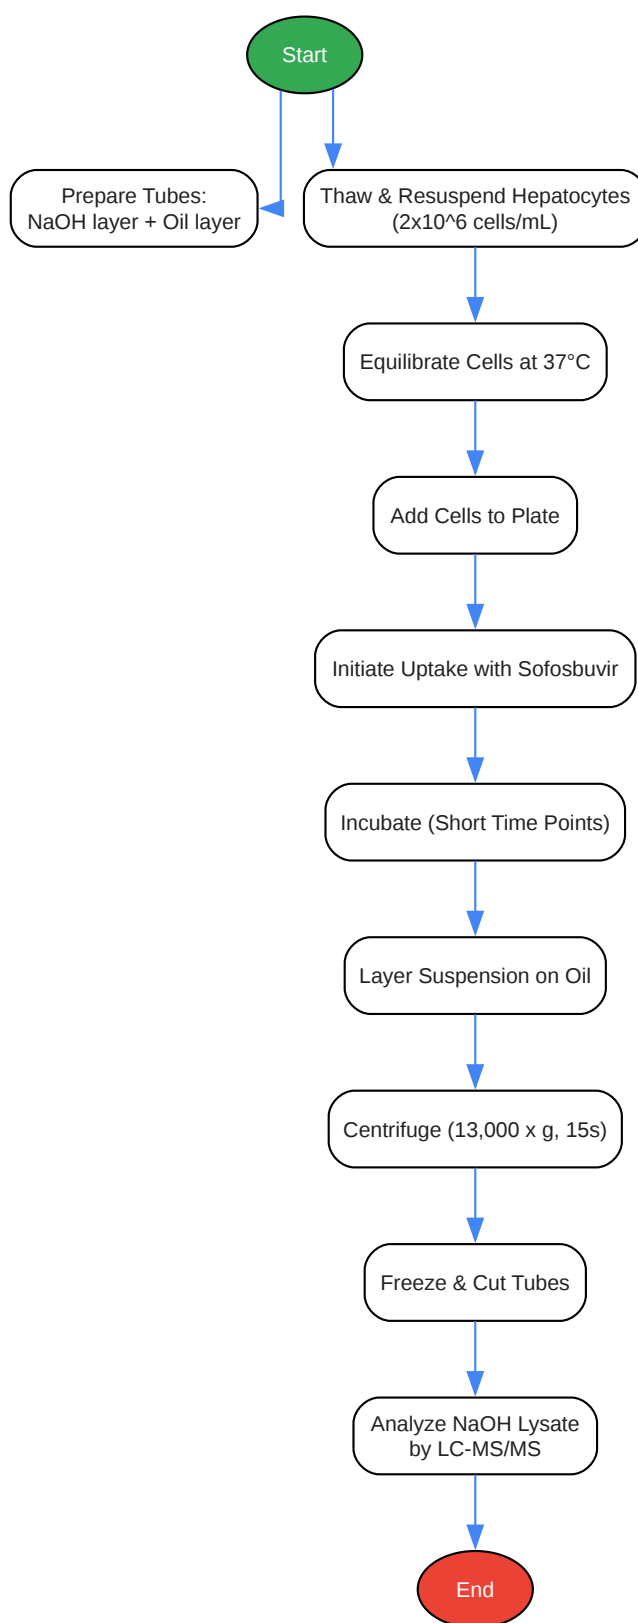 Start
Prepare Tubes:
NaOH layer + Oil layer
Thaw & Resuspend Hepatocytes
(2x10^6 cells/mL)
Equilibrate Cells at 37°C
Add Cells to Plate
Initiate Uptake with Sofosbuvir
Incubate (Short Time Points)
Layer Suspension on Oil
Centrifuge (13,000 x g, 15s)
Freeze & Cut Tubes
Analyze NaOH Lysate
by LC-MS/MS
End